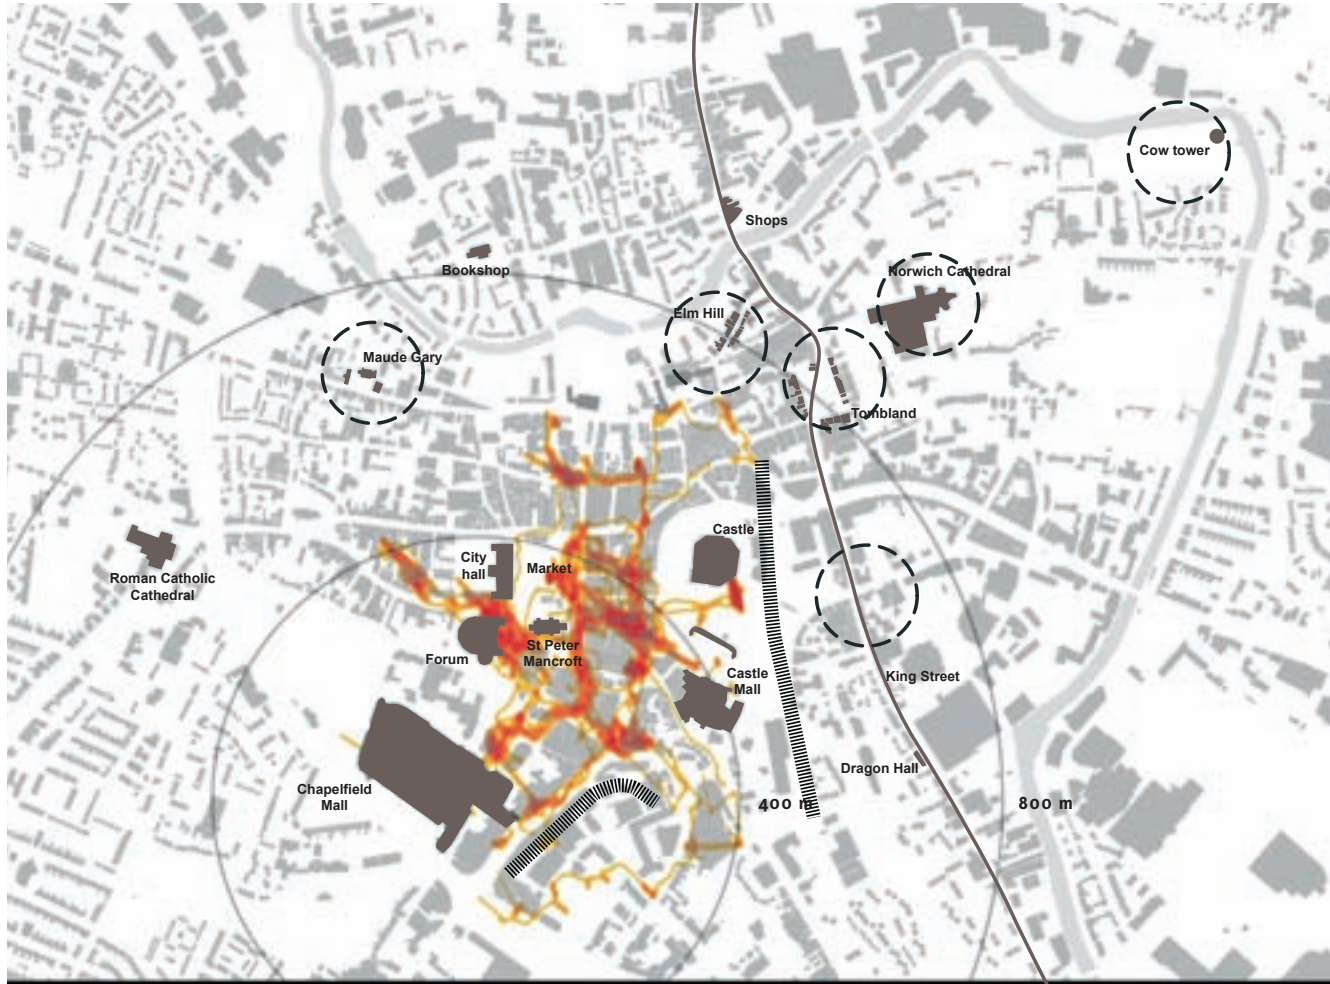 Cow tower
Shops
Bookshop
Norwich Cathedral
Elm Hill
Maude Gary
Tombland
Castle
City
hall
Market
Roman Catholic
Cathedral
St Peter
Mancroft
Forum
Castle
Mall
King Street
Dragon Hall
Chapelfield
Mall
400 m
800 m